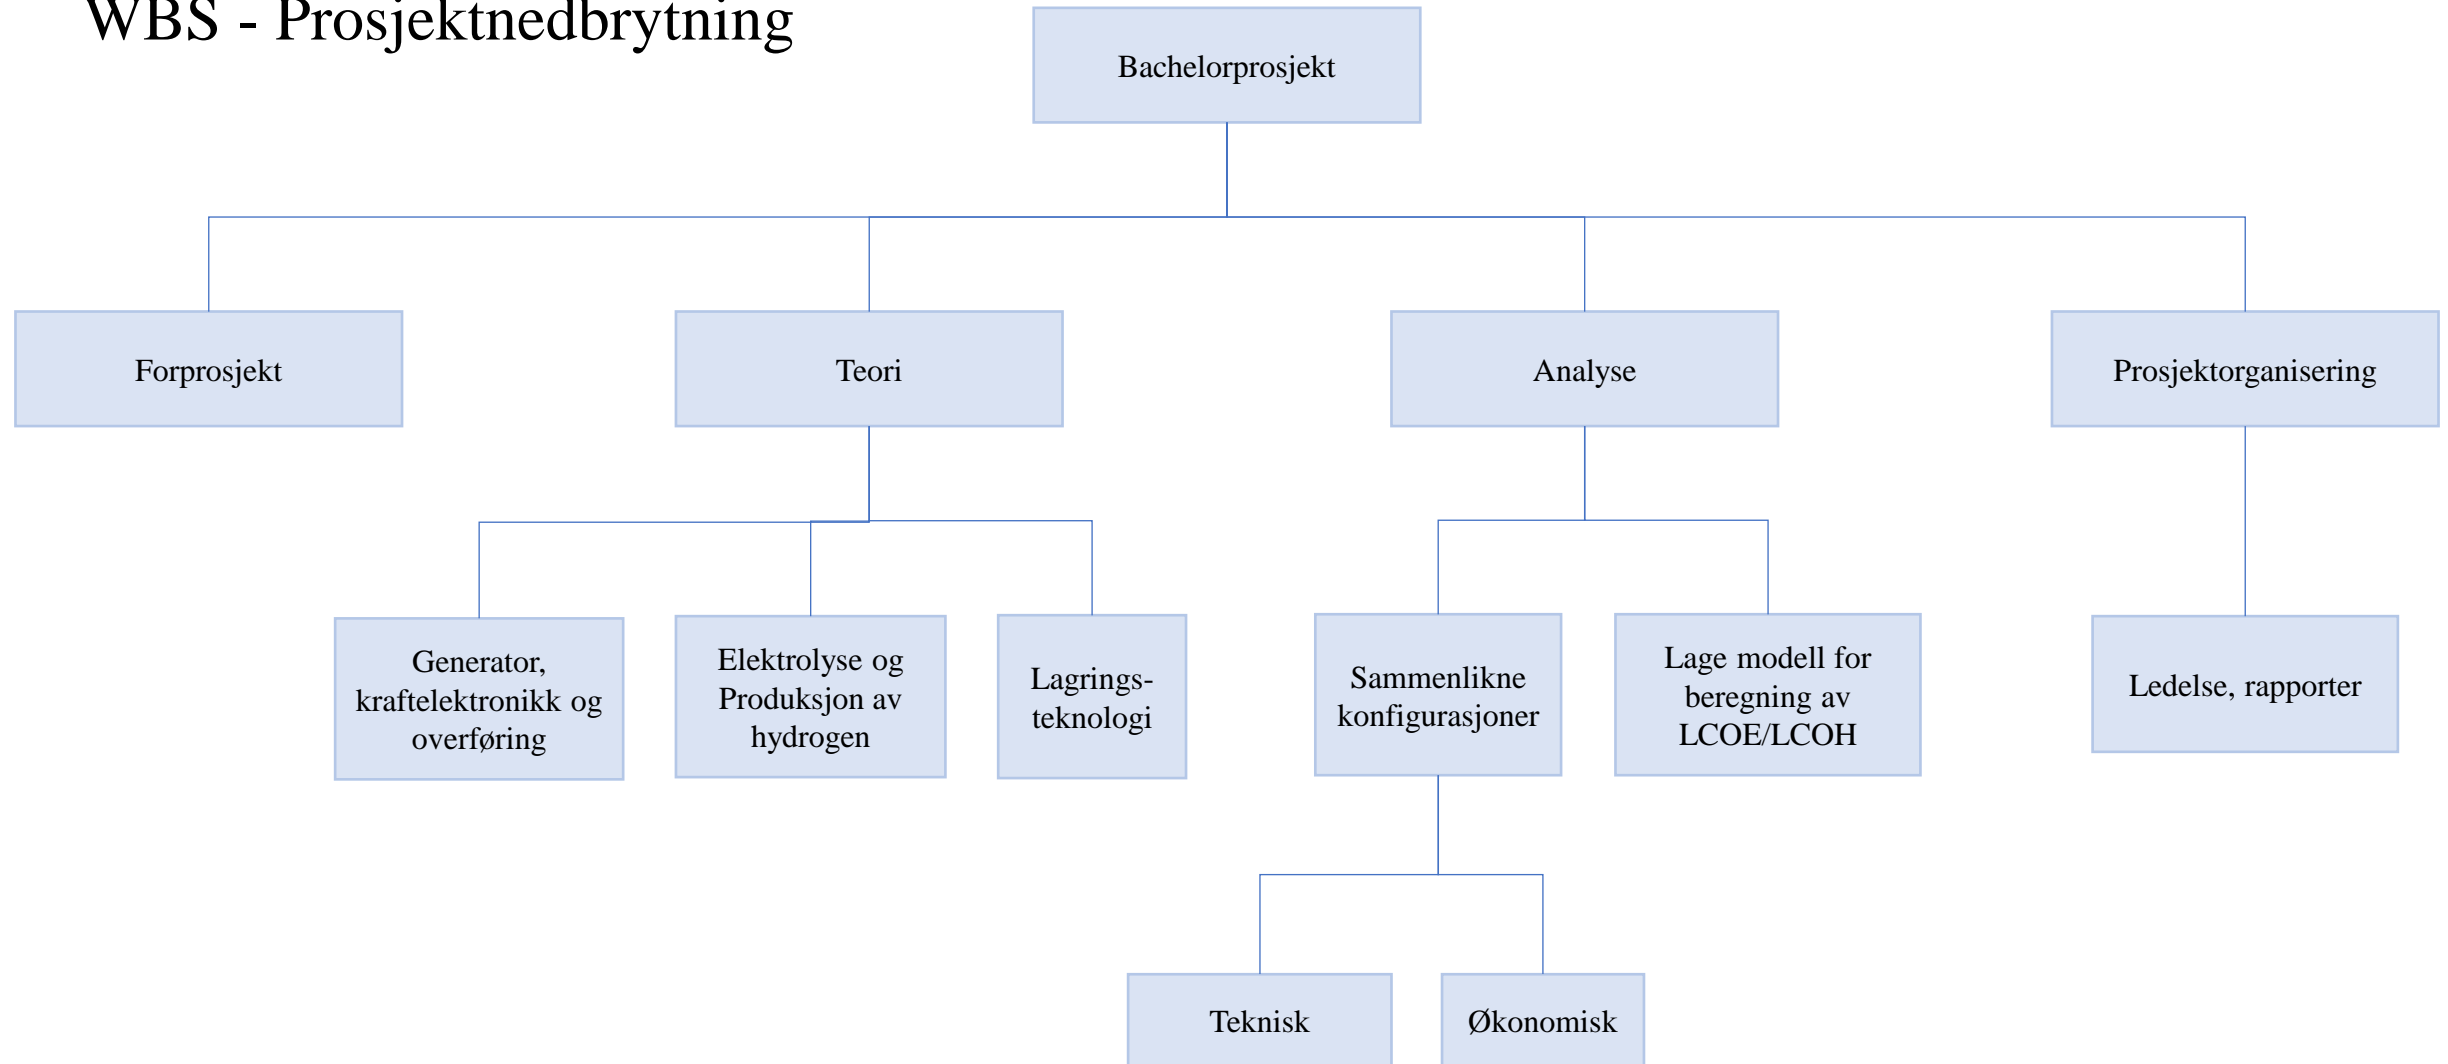 WBS - Prosjektnedbrytning
Bachelorprosjekt
Forprosjekt
Teori
Analyse
Prosjektorganisering
Generator,
kraftelektronikk og
overføring
Elektrolyse og
Produksjon av
hydrogen
Lagrings-
teknologi
Sammenlikne
konfigurasjoner
Lage modell for
beregning av
LCOE/LCOH
Ledelse, rapporter
Teknisk
Økonomisk